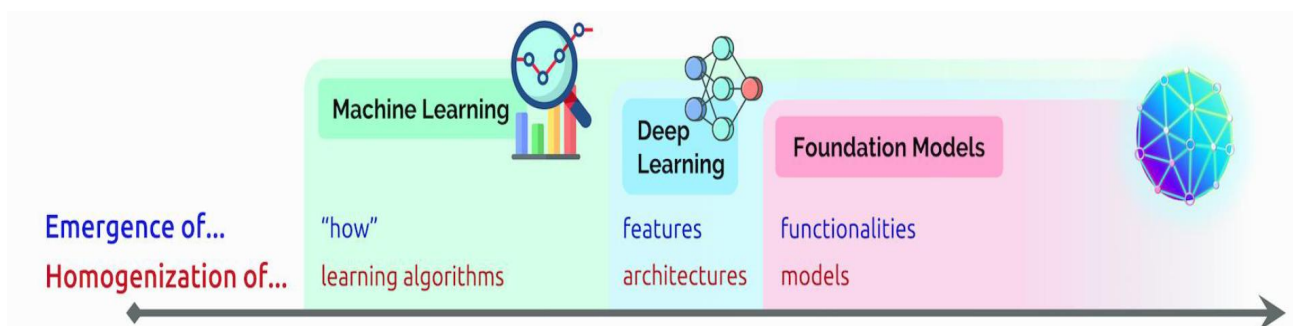 Machine Learning
Deep
Learning
Foundation Models
Emergence of... "how" features functionalities
Homogenization of... learning algorithms architectures models